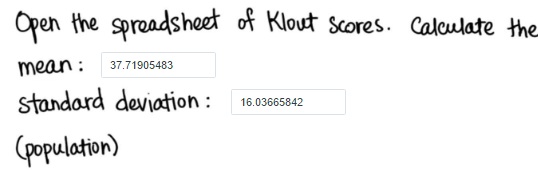 Open the spreadsheet of Klout scores. Calculate the
mean: 37.71905483
standard deviation: 16.03665842
(population)